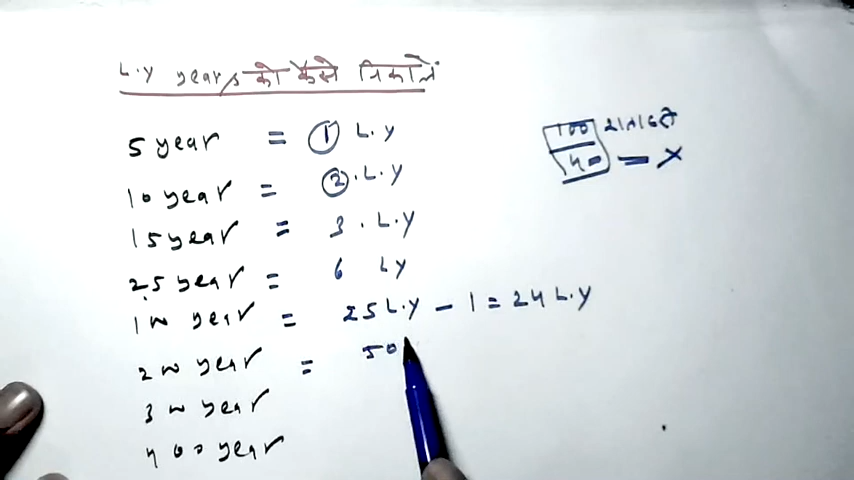 L.Y years को कैसे निकालें
5 year = 1 L.Y
10 year = 2. L.Y
15 year = 3. L.Y
25 year = 6 LY
100 year = 25 L.Y - 1 = 24 L.Y
200 year = 50
300 year
400 year
100 शताब्दी
40 - X